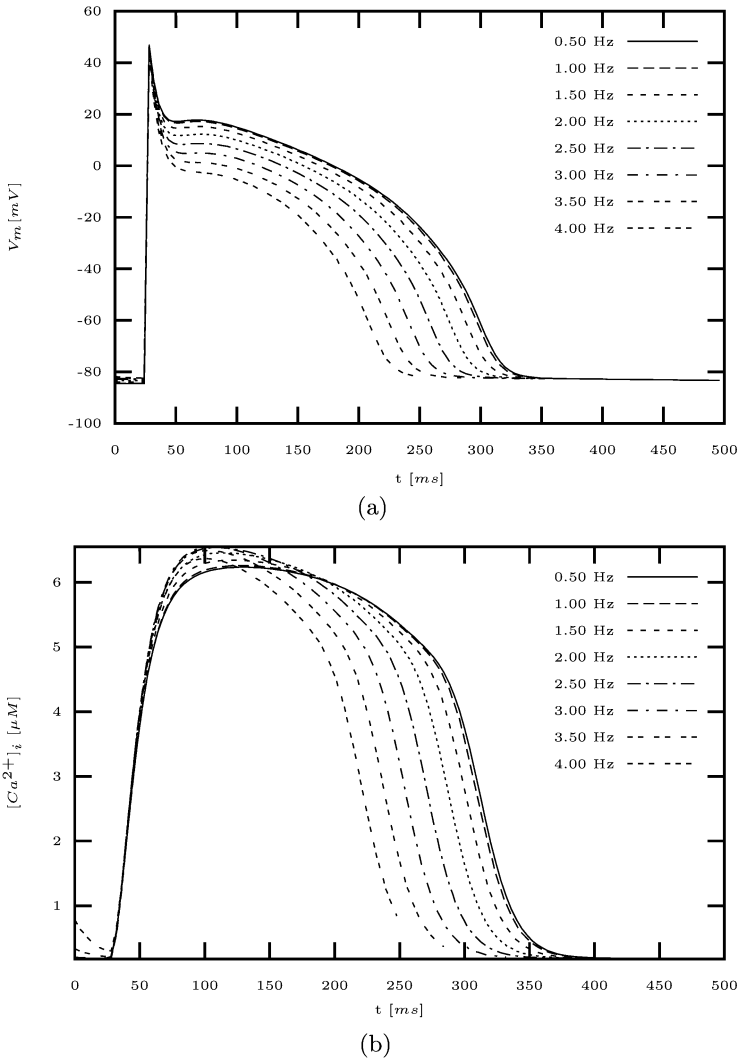 60
40
20
0
-20
-40
-60
-80
-100
V_m[mV]
0.50 Hz
1.00 Hz
1.50 Hz
2.00 Hz
2.50 Hz
3.00 Hz
3.50 Hz
4.00 Hz
0 50 100 150 200 250 300 350 400 450 500
t [ms]
(a)
6
5
4
3
2
1
[Ca^{2+}]_i [μM]
0.50 Hz
1.00 Hz
1.50 Hz
2.00 Hz
2.50 Hz
3.00 Hz
3.50 Hz
4.00 Hz
0 50 100 150 200 250 300 350 400 450 500
t [ms]
(b)